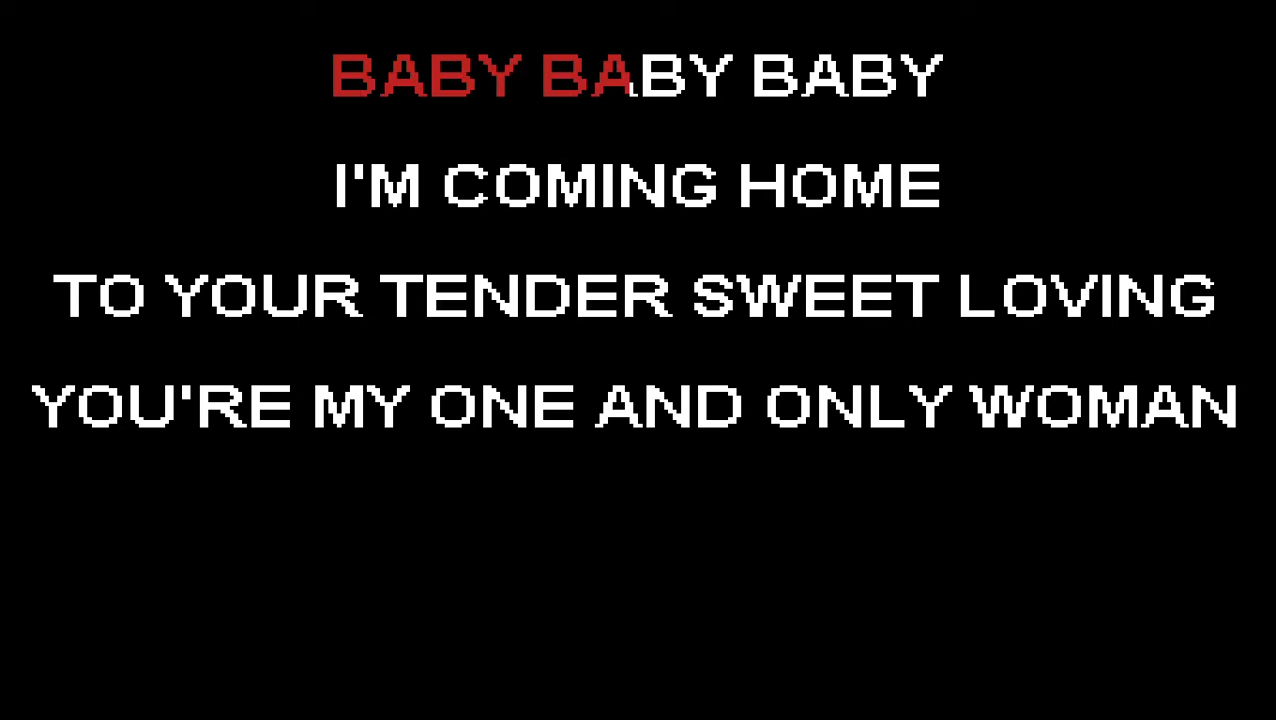 BABY BABY BABY
I'M COMING HOME
TO YOUR TENDER SWEET LOVING
YOU'RE MY ONE AND ONLY WOMAN